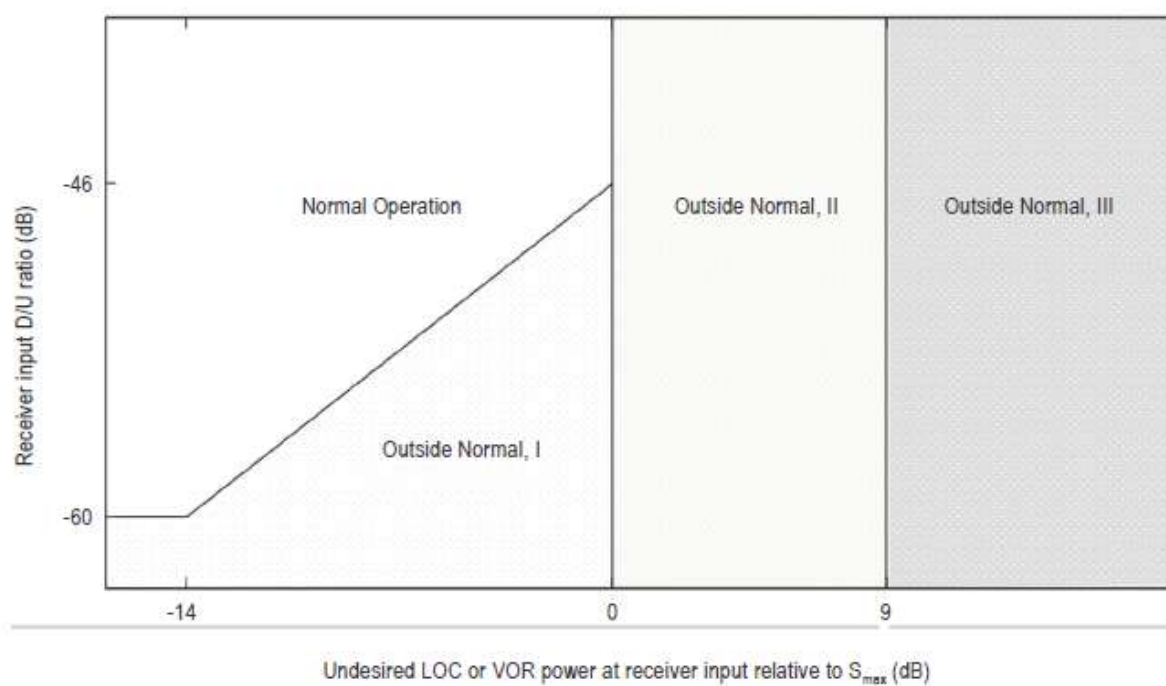 Receiver input D/U ratio (dB)
-46
-60
Normal Operation
Outside Normal, I
Outside Normal, II
Outside Normal, III
-14
0
9
Undesired LOC or VOR power at receiver input relative to Smax (dB)